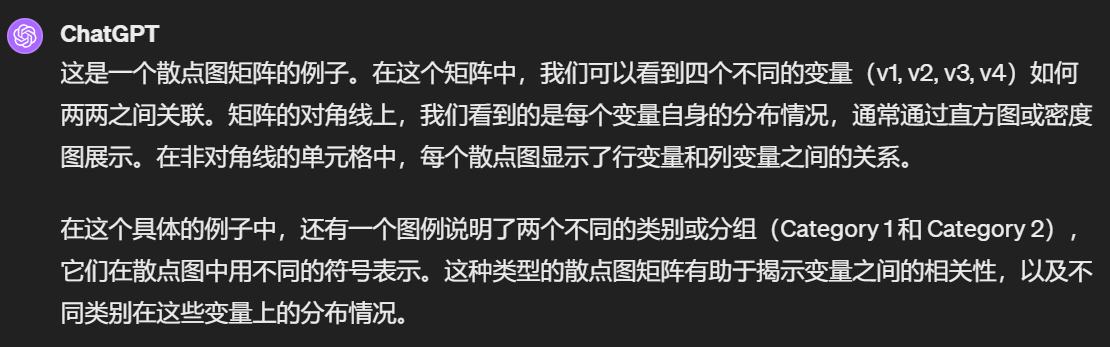 ChatGPT
这是一个散点图矩阵的例子。在这个矩阵中，我们可以看到四个不同的变量（v1, v2, v3, v4）如何
两两之间关联。矩阵的对角线上，我们看到的是每个变量自身的分布情况，通常通过直方图或密度
图展示。在非对角线的单元格中，每个散点图显示了行变量和列变量之间的关系。
在这个具体的例子中，还有一个图例说明了两个不同的类别或分组（Category 1 和 Category 2），
它们在散点图中用不同的符号表示。这种类型的散点图矩阵有助于揭示变量之间的相关性，以及不
同类别在这些变量上的分布情况。